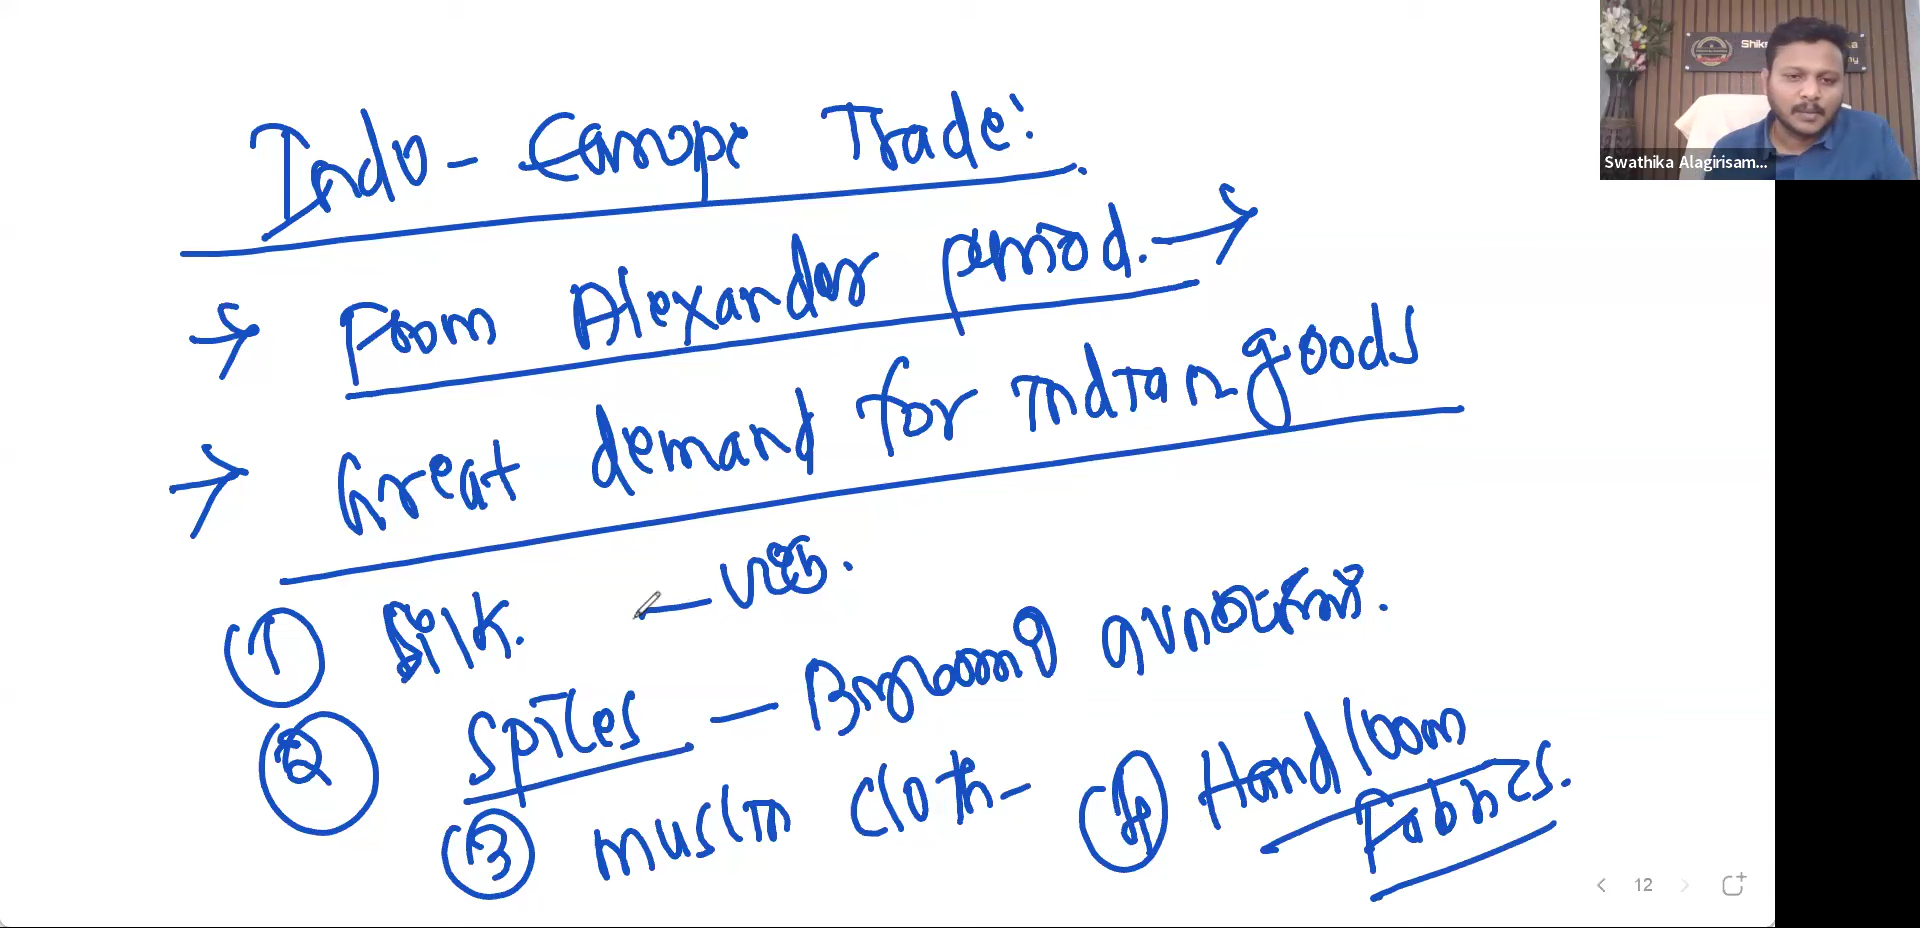 Indo - Europe Trade:
→ From Alexander period. →
→ Great demand for Indian goods
① Silk. — பட்டு.
② Spices — நறுமணப் பொருட்கள்.
③ muslin cloth - ④ Handloom
Fabrics.
Swathika Alagirisam...
12